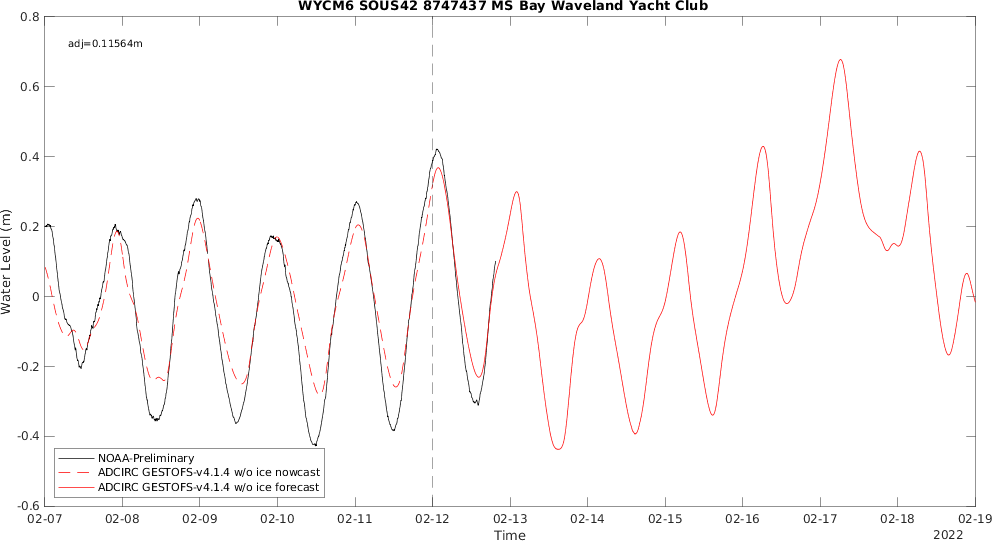 WYCM6 SOUS42 8747437 MS Bay Waveland Yacht Club
adj=0.11564m
0.8
0.6
0.4
0.2
0
-0.2
-0.4
-0.6
Water Level (m)
NOAA-Preliminary
ADCIRC GESTOFS-v4.1.4 w/o ice nowcast
ADCIRC GESTOFS-v4.1.4 w/o ice forecast
02-07 02-08 02-09 02-10 02-11 02-12 02-13 02-14 02-15 02-16 02-17 02-18 02-19
Time
2022